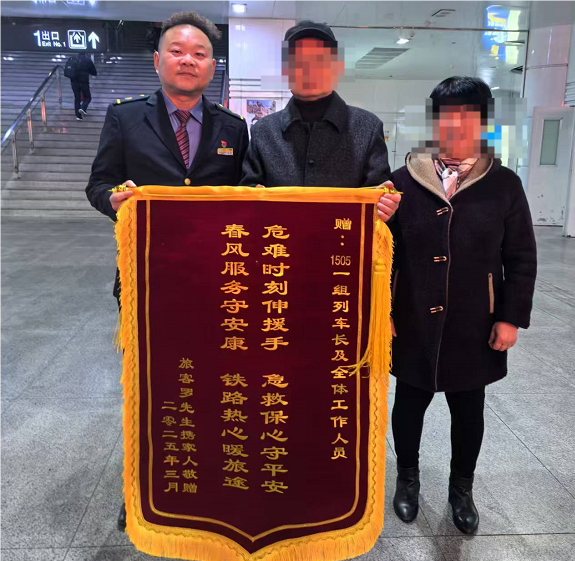 1出口
Exit No.1
赠：1505一组列车长及全体工作人员
危难时刻伸援手 急救保心守平安
春风服务守安康 铁路热心暖旅途
旅客罗先生携家人敬赠
二零二五年三月